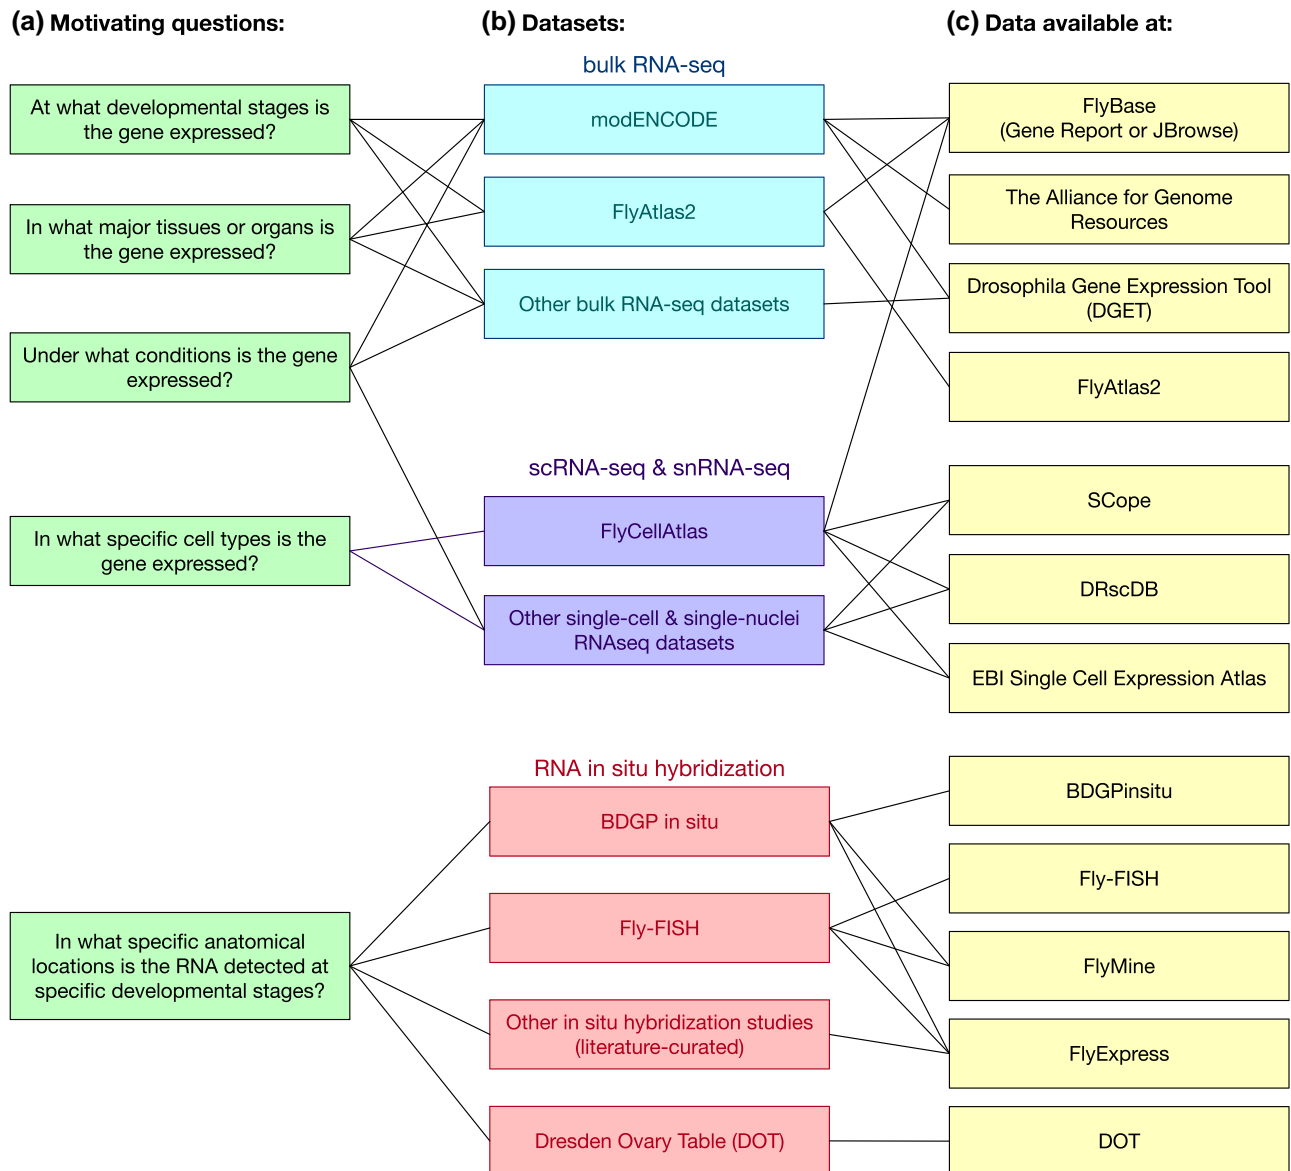 (a) Motivating questions:
At what developmental stages is
the gene expressed?
In what major tissues or organs is
the gene expressed?
Under what conditions is the gene
expressed?
In what specific cell types is the
gene expressed?
In what specific anatomical
locations is the RNA detected at
specific developmental stages?
(b) Datasets:
bulk RNA-seq
modENCODE
FlyAtlas2
Other bulk RNA-seq datasets
scRNA-seq & snRNA-seq
FlyCellAtlas
Other single-cell & single-nuclei
RNAseq datasets
RNA in situ hybridization
BDGP in situ
Fly-FISH
Other in situ hybridization studies
(literature-curated)
Dresden Ovary Table (DOT)
(c) Data available at:
FlyBase
(Gene Report or JBrowse)
The Alliance for Genome
Resources
Drosophila Gene Expression Tool
(DGET)
FlyAtlas2
SCope
DRscDB
EBI Single Cell Expression Atlas
BDGPinsitu
Fly-FISH
FlyMine
FlyExpress
DOT